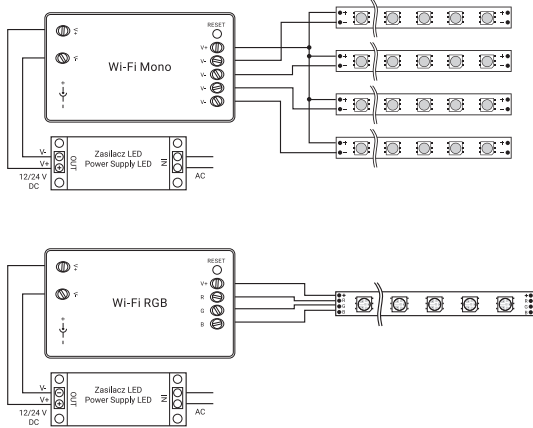 RESET
V+
V-
V-
V-
V-
Wi-Fi Mono
+
-
+ -
+ -
+ -
+ -
+ -
+ -
+ -
+ -
V-
V+
12/24 V
DC
OUT
Zasilacz LED
Power Supply LED
IN
AC
RESET
V+
R
G
B
Wi-Fi RGB
+
-
V-
V+
12/24 V
DC
OUT
Zasilacz LED
Power Supply LED
IN
AC